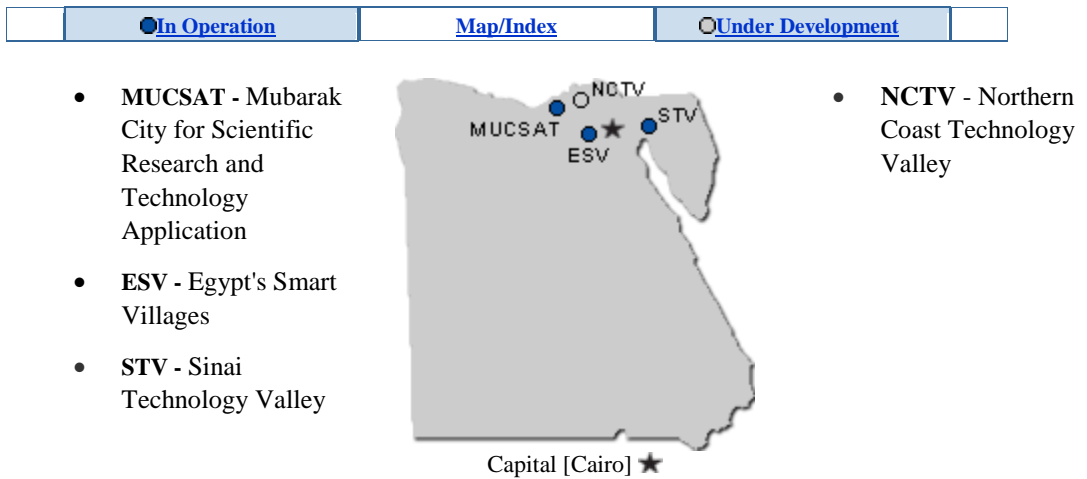 In Operation
Map/Index
Under Development
• MUCSAT - Mubarak
City for Scientific
Research and
Technology
Application
• ESV - Egypt's Smart
Villages
• STV - Sinai
Technology Valley
NCTV
MUCSAT
STV
ESV
Capital [Cairo] ★
• NCTV - Northern
Coast Technology
Valley